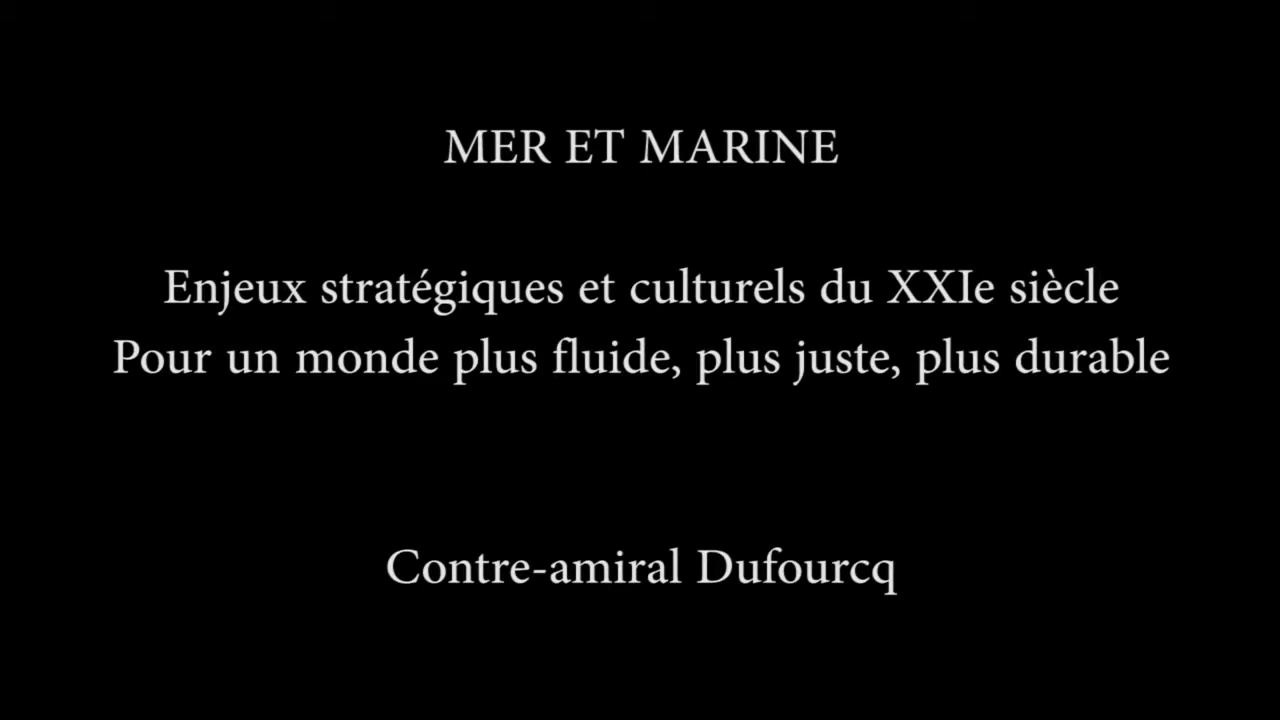 MER ET MARINE
Enjeux stratégiques et culturels du XXIe siècle
Pour un monde plus fluide, plus juste, plus durable
Contre-amiral Dufourcq